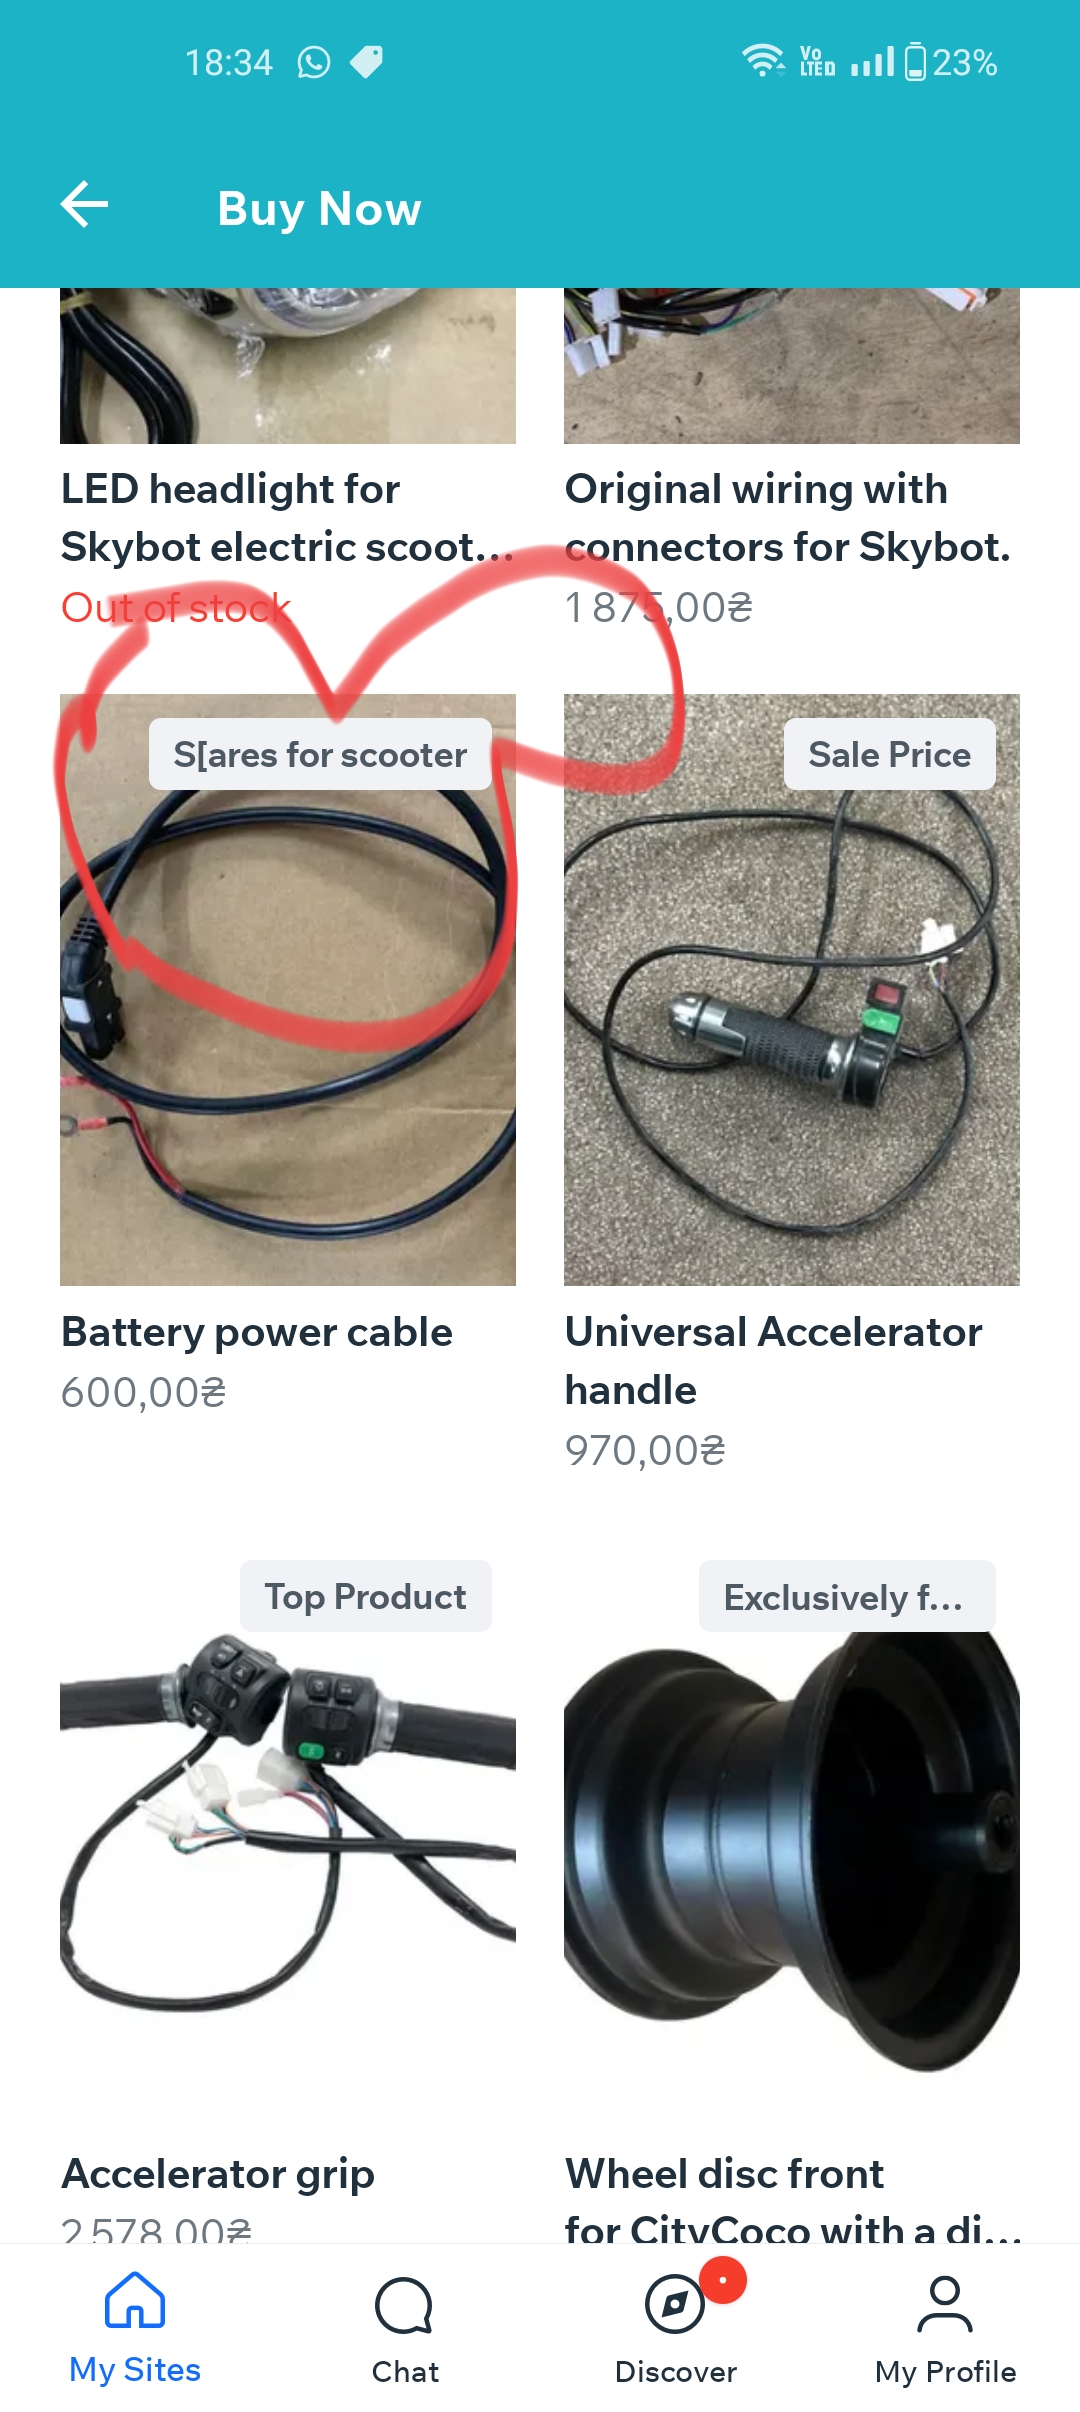 18:34
Vo LTED
23%
Buy Now
LED headlight for
Skybot electric scoot...
Out of stock
Original wiring with
connectors for Skybot.
1 875,00₴
S[ares for scooter
Sale Price
Battery power cable
600,00₴
Universal Accelerator
handle
970,00₴
Top Product
Exclusively f...
Accelerator grip
2 578,00₴
Wheel disc front
for CityCoco with a di...
My Sites
Chat
Discover
My Profile